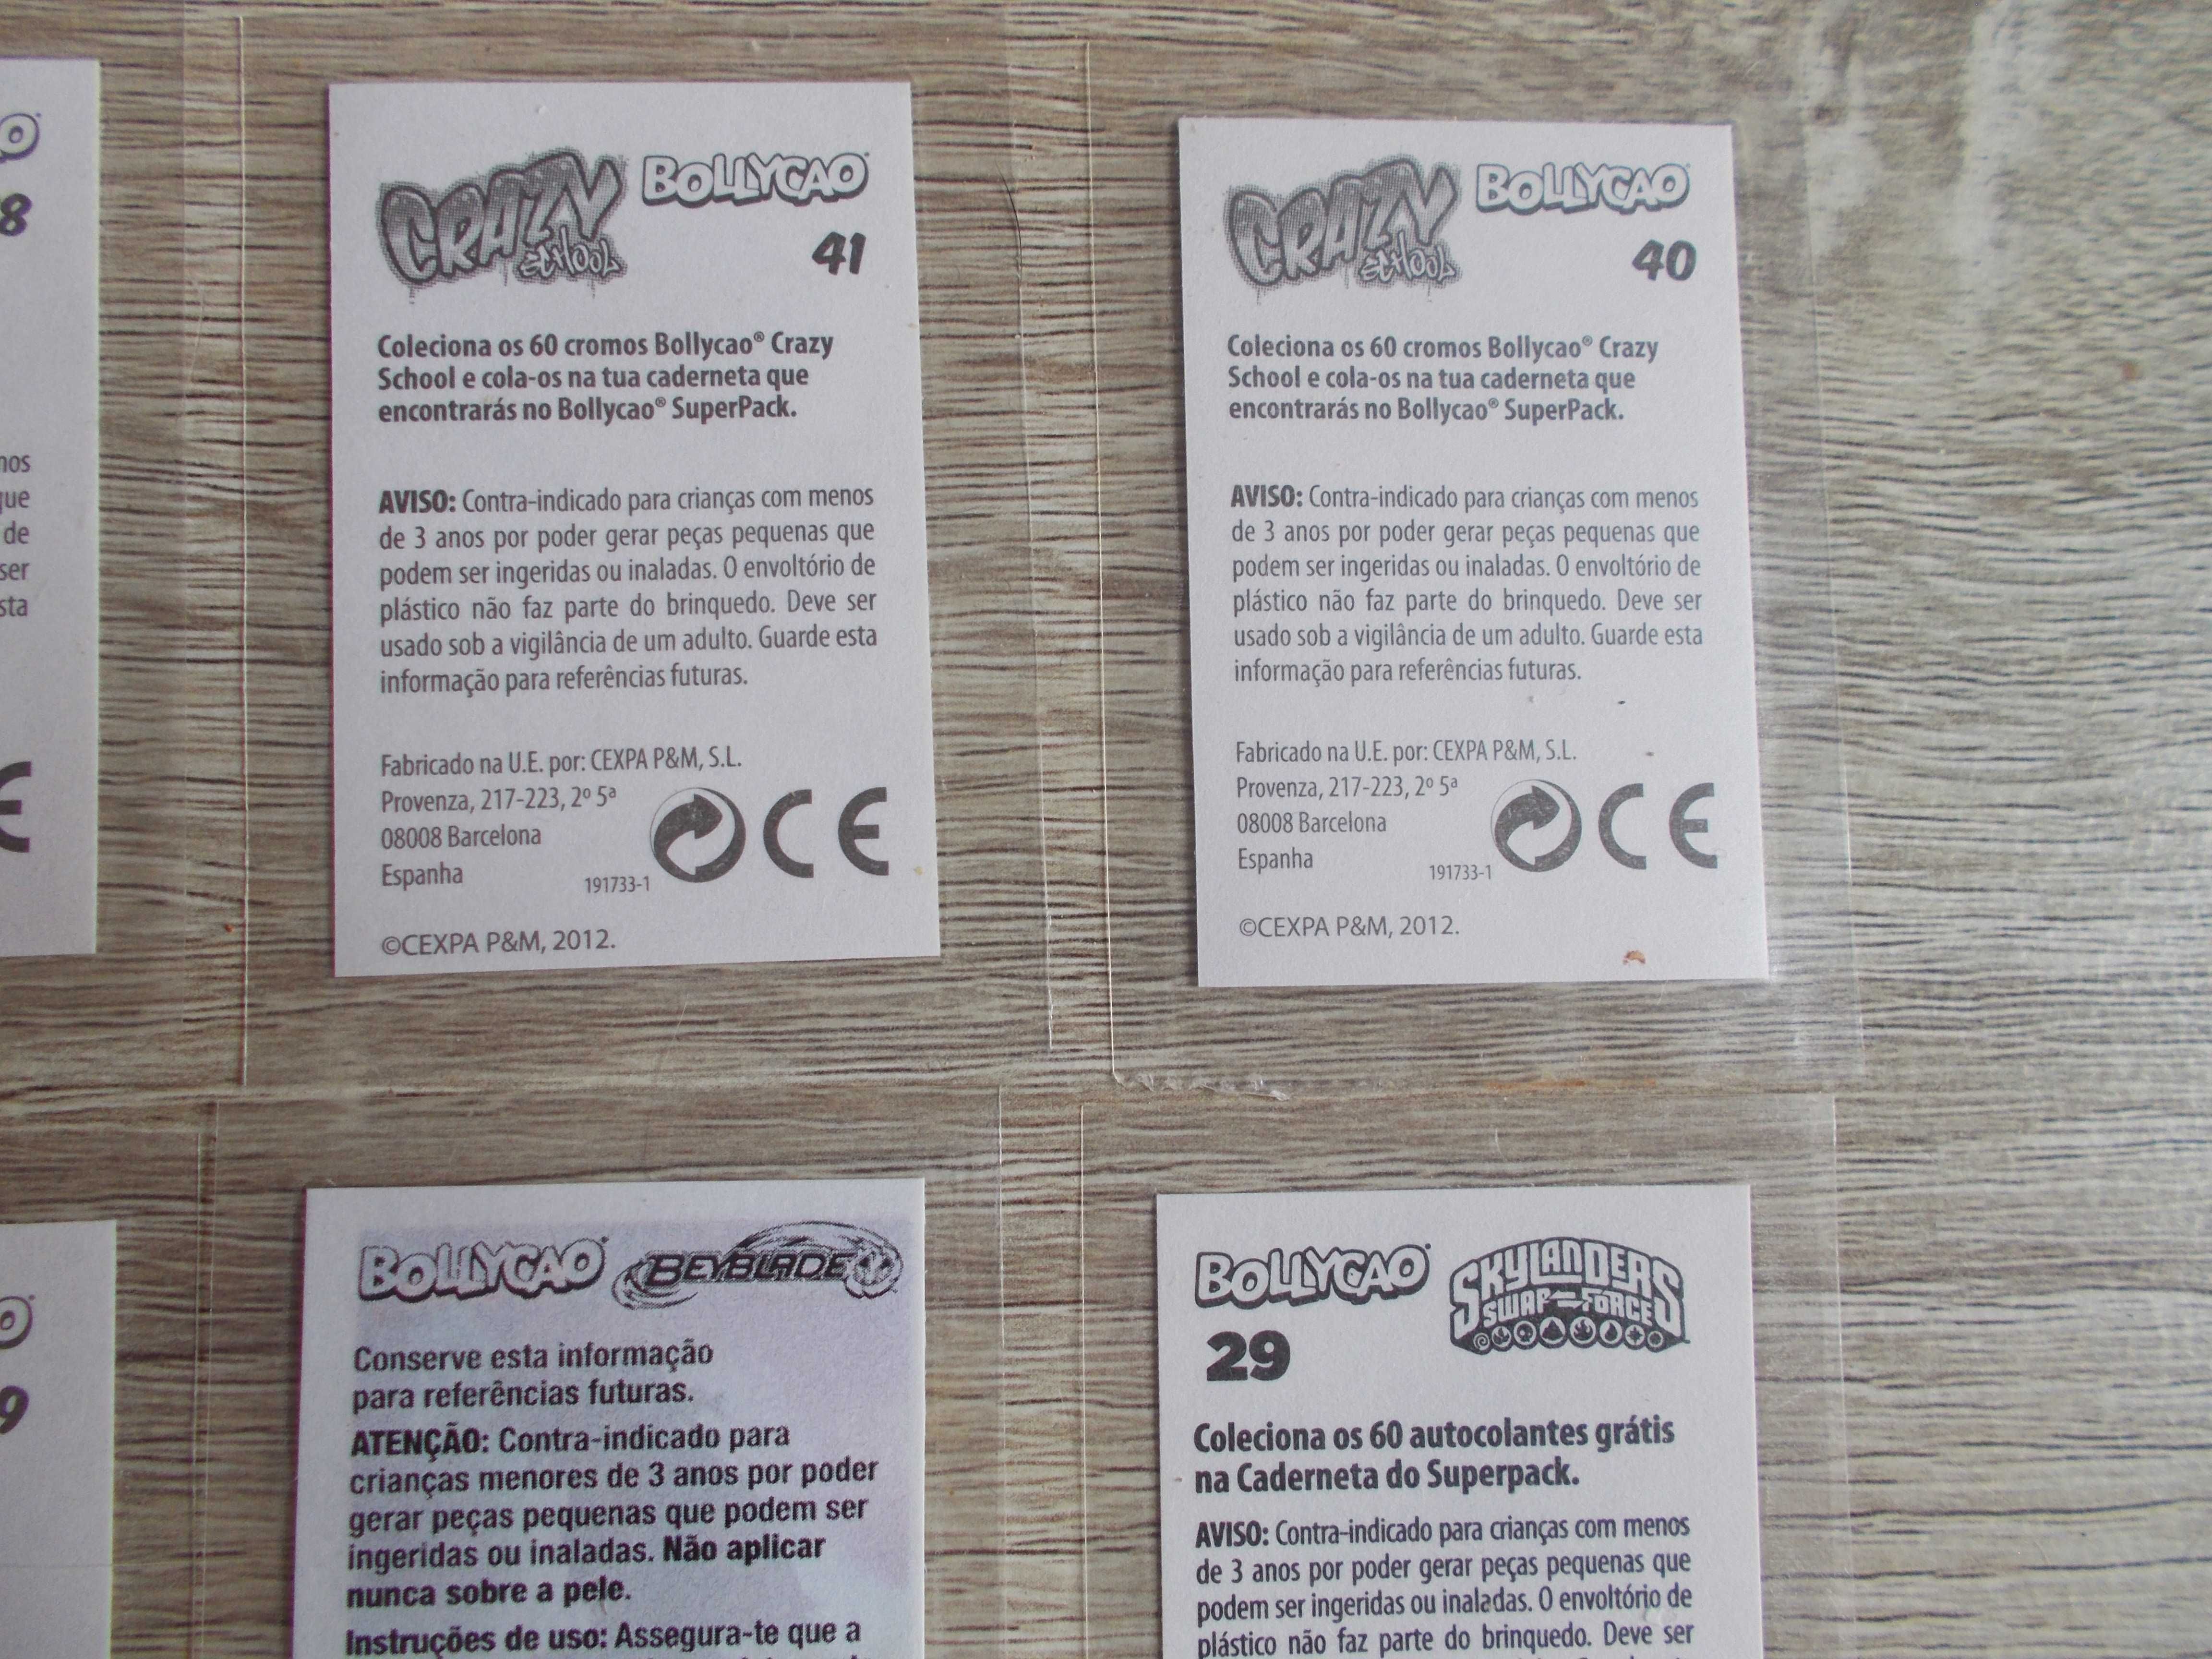 8
nos
que
de
ser
sta
CE
CRAZY SCHOOL BOLLYCAO
41
Coleciona os 60 cromos Bollycao® Crazy
School e cola-os na tua caderneta que
encontrarás no Bollycao® SuperPack.
AVISO: Contra-indicado para crianças com menos
de 3 anos por poder gerar peças pequenas que
podem ser ingeridas ou inaladas. O envoltório de
plástico não faz parte do brinquedo. Deve ser
usado sob a vigilância de um adulto. Guarde esta
informação para referências futuras.
Fabricado na U.E. por: CEXPA P&M, S.L.
Provenza, 217-223, 2º 5ª
08008 Barcelona
Espanha
191733-1
CE
©CEXPA P&M, 2012.
CRAZY SCHOOL BOLLYCAO
40
Coleciona os 60 cromos Bollycao® Crazy
School e cola-os na tua caderneta que
encontrarás no Bollycao® SuperPack.
AVISO: Contra-indicado para crianças com menos
de 3 anos por poder gerar peças pequenas que
podem ser ingeridas ou inaladas. O envoltório de
plástico não faz parte do brinquedo. Deve ser
usado sob a vigilância de um adulto. Guarde esta
informação para referências futuras.
Fabricado na U.E. por: CEXPA P&M, S.L.
Provenza, 217-223, 2º 5ª
08008 Barcelona
Espanha
191733-1
CE
©CEXPA P&M, 2012.
9
BOLLYCAO BEYBLADE
Conserve esta informação
para referências futuras.
ATENÇÃO: Contra-indicado para
crianças menores de 3 anos por poder
gerar peças pequenas que podem ser
ingeridas ou inaladas. Não aplicar
nunca sobre a pele.
Instruções de uso: Assegura-te que a
BOLLYCAO SKYLANDERS SWAP FORCE
29
Coleciona os 60 autocolantes grátis
na Caderneta do Superpack.
AVISO: Contra-indicado para crianças com menos
de 3 anos por poder gerar peças pequenas que
podem ser ingeridas ou inaladas. O envoltório de
plástico não faz parte do brinquedo. Deve ser